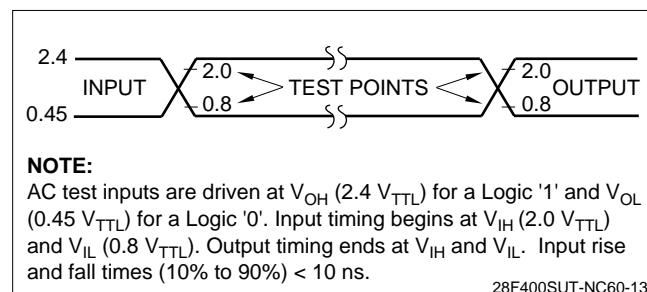 2.4
INPUT
0.45
2.0
0.8
TEST POINTS
2.0
0.8
OUTPUT
NOTE:
AC test inputs are driven at VOH (2.4 VTTL) for a Logic '1' and VOL
(0.45 VTTL) for a Logic '0'. Input timing begins at VIH (2.0 VTTL)
and VIL (0.8 VTTL). Output timing ends at VIH and VIL. Input rise
and fall times (10% to 90%) < 10 ns.
28F400SUT-NC60-13